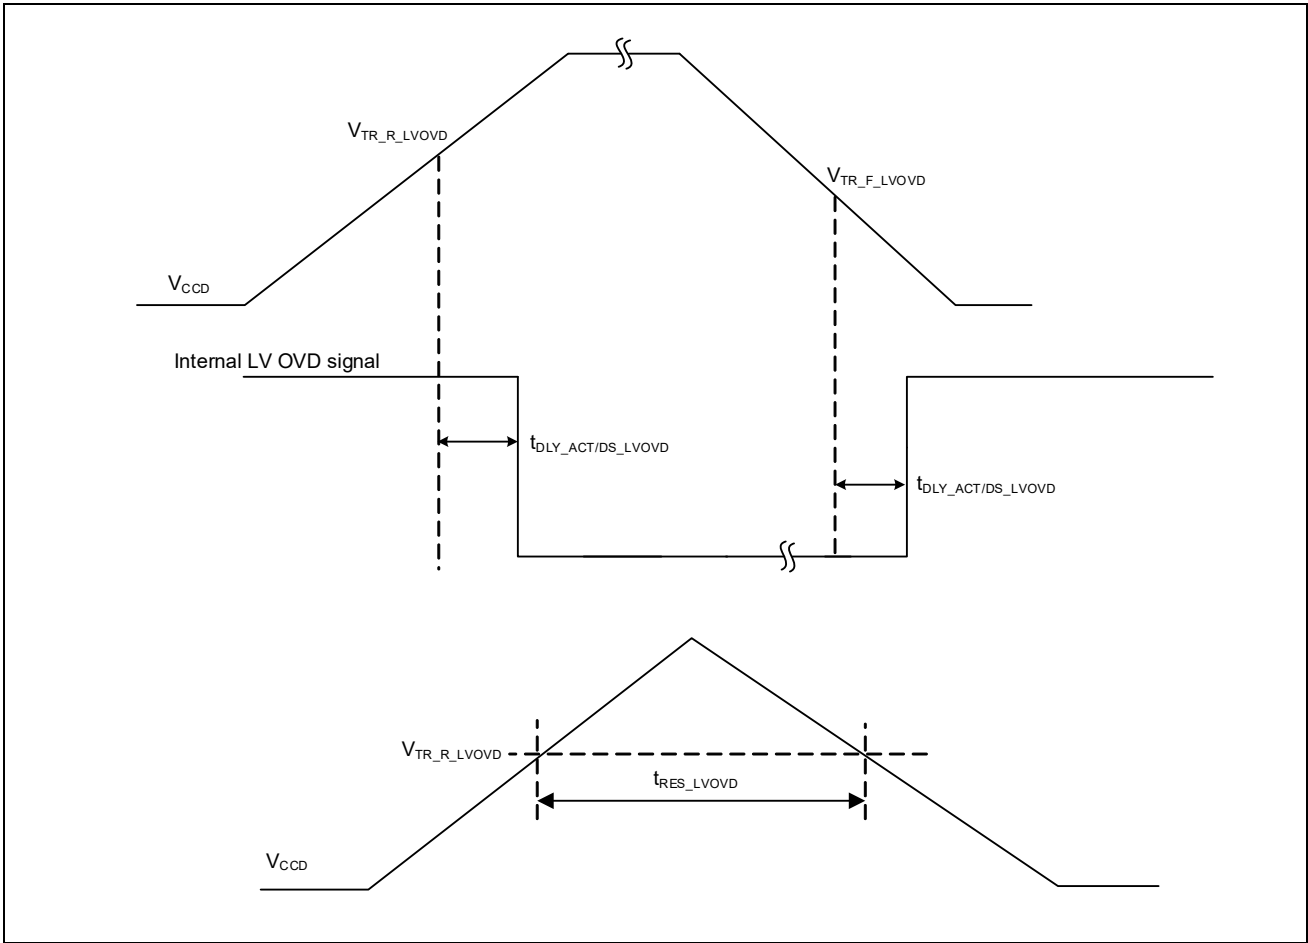 VTR_R_LVOVD
VTR_F_LVOVD
VCCD
Internal LV OVD signal
tDLY_ACT/DS_LVOVD
tDLY_ACT/DS_LVOVD
VTR_R_LVOVD
tRES_LVOVD
VCCD